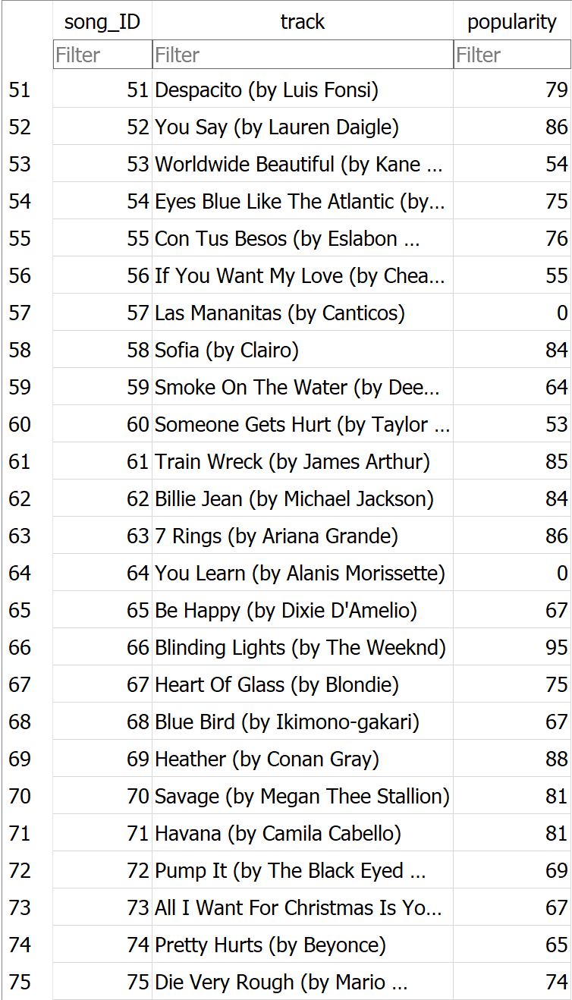 song_ID track popularity
Filter Filter Filter
51 51 Despacito (by Luis Fonsi) 79
52 52 You Say (by Lauren Daigle) 86
53 53 Worldwide Beautiful (by Kane ... 54
54 54 Eyes Blue Like The Atlantic (by... 75
55 55 Con Tus Besos (by Eslabon ... 76
56 56 If You Want My Love (by Chea... 55
57 57 Las Mananitas (by Canticos) 0
58 58 Sofia (by Clairo) 84
59 59 Smoke On The Water (by Dee... 64
60 60 Someone Gets Hurt (by Taylor ... 53
61 61 Train Wreck (by James Arthur) 85
62 62 Billie Jean (by Michael Jackson) 84
63 63 7 Rings (by Ariana Grande) 86
64 64 You Learn (by Alanis Morissette) 0
65 65 Be Happy (by Dixie D'Amelio) 67
66 66 Blinding Lights (by The Weeknd) 95
67 67 Heart Of Glass (by Blondie) 75
68 68 Blue Bird (by Ikimono-gakari) 67
69 69 Heather (by Conan Gray) 88
70 70 Savage (by Megan Thee Stallion) 81
71 71 Havana (by Camila Cabello) 81
72 72 Pump It (by The Black Eyed ... 69
73 73 All I Want For Christmas Is Yo... 67
74 74 Pretty Hurts (by Beyonce) 65
75 75 Die Very Rough (by Mario ... 74